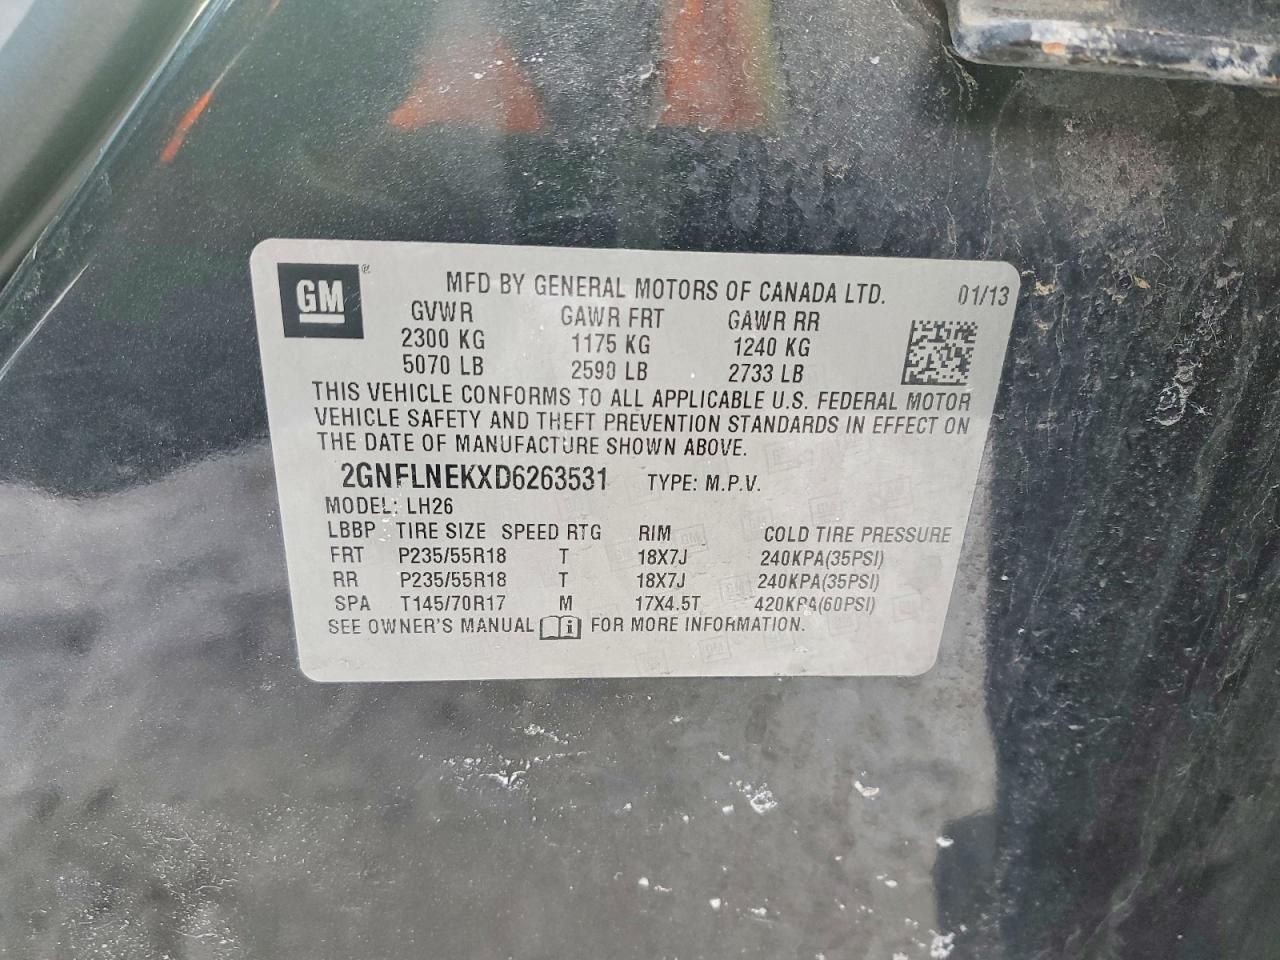 GM®
MFD BY GENERAL MOTORS OF CANADA LTD. 01/13
GVWR GAWR FRT GAWR RR
2300 KG 1175 KG 1240 KG
5070 LB 2590 LB 2733 LB
THIS VEHICLE CONFORMS TO ALL APPLICABLE U.S. FEDERAL MOTOR
VEHICLE SAFETY AND THEFT PREVENTION STANDARDS IN EFFECT ON
THE DATE OF MANUFACTURE SHOWN ABOVE.
2GNFLNEKXD6263531 TYPE: M.P.V.
MODEL: LH26
LBBP TIRE SIZE SPEED RTG RIM COLD TIRE PRESSURE
FRT P235/55R18 T 18X7J 240KPA(35PSI)
RR P235/55R18 T 18X7J 240KPA(35PSI)
SPA T145/70R17 M 17X4.5T 420KPA(60PSI)
SEE OWNER'S MANUAL FOR MORE INFORMATION.